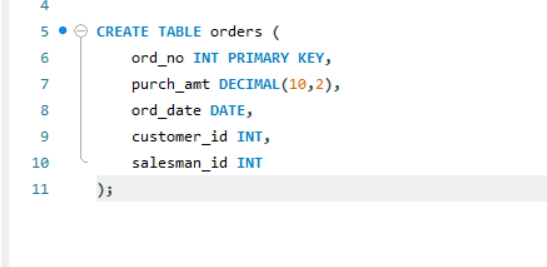 4
5 CREATE TABLE orders (
6 ord_no INT PRIMARY KEY,
7 purch_amt DECIMAL(10,2),
8 ord_date DATE,
9 customer_id INT,
10 salesman_id INT
11 );